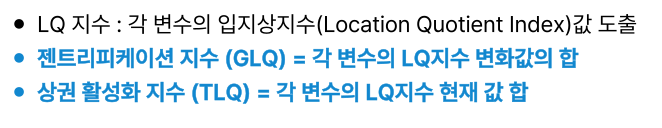 • LQ 지수 : 각 변수의 입지상지수(Location Quotient Index)값 도출
• 젠트리피케이션 지수 (GLQ) = 각 변수의 LQ지수 변화값의 합
• 상권 활성화 지수 (TLQ) = 각 변수의 LQ지수 현재 값 합